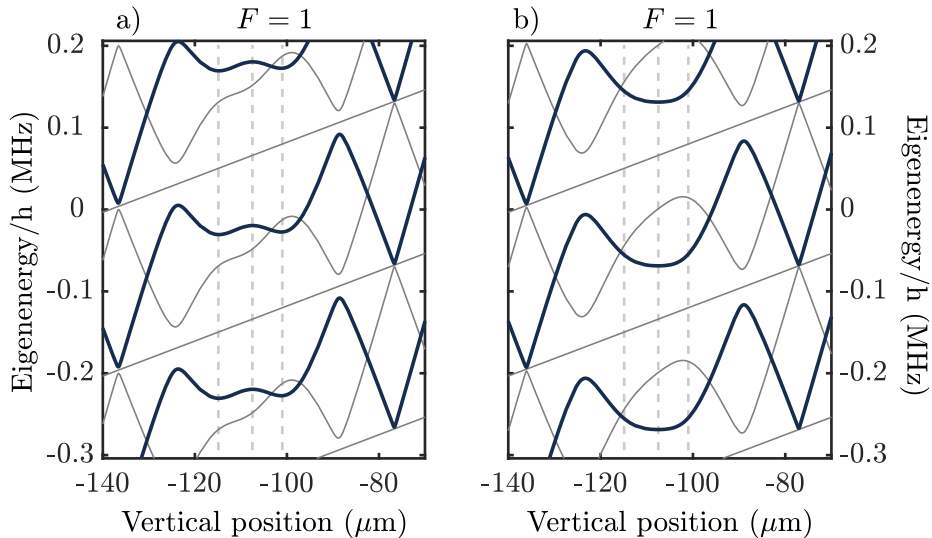 a) F = 1
b) F = 1
Eigenenergy/h (MHz)
0.2
0.1
0
-0.1
-0.2
-0.3
-140 -120 -100 -80
Vertical position (μm)
-140 -120 -100 -80
Vertical position (μm)
0.2
0.1
0
-0.1
-0.2
-0.3
Eigenenergy/h (MHz)